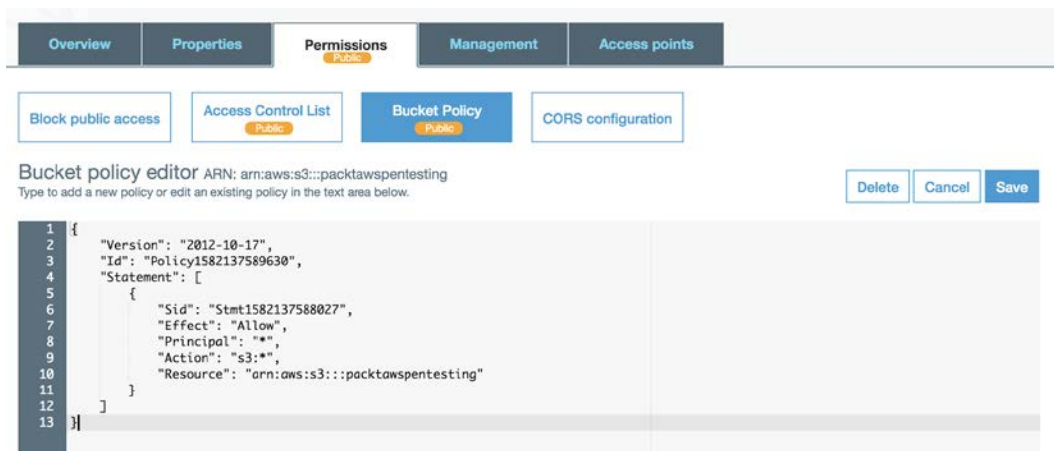 Overview Properties Permissions Management Access points
Public
Block public access Access Control List Bucket Policy CORS configuration
Public Public
Bucket policy editor ARN: arn:aws:s3:::packtawspentesting
Type to add a new policy or edit an existing policy in the text area below.
Delete Cancel Save
1 {
2 "Version": "2012-10-17",
3 "Id": "Policy1582137589630",
4 "Statement": [
5 {
6 "Sid": "Stmt1582137588027",
7 "Effect": "Allow",
8 "Principal": "*",
9 "Action": "s3:*",
10 "Resource": "arn:aws:s3:::packtawspentesting"
11 }
12 ]
13 }